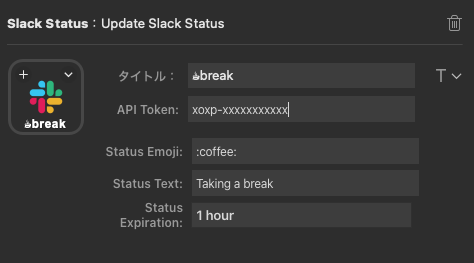 Slack Status : Update Slack Status
タイトル : ☕break
T
☕break
API Token: xoxp-xxxxxxxxxxx
Status Emoji: :coffee:
Status Text: Taking a break
Status Expiration: 1 hour